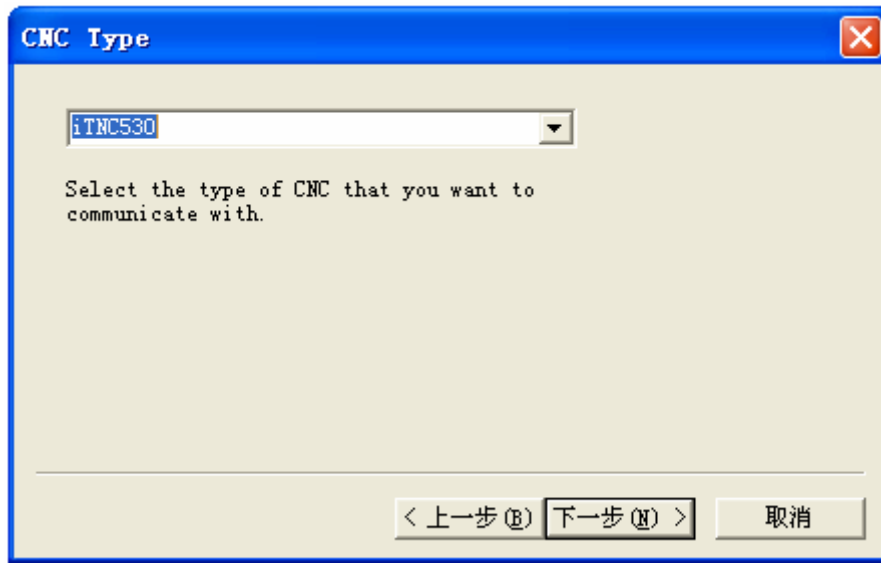 CNC Type
iTNC530
Select the type of CNC that you want to
communicate with.
< 上一步(B) 下一步(N) > 取消